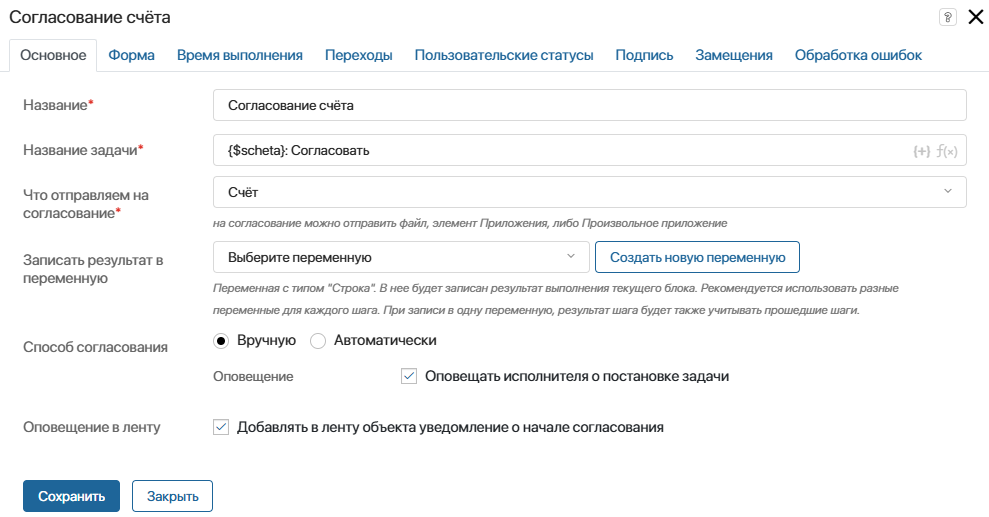 Согласование счёта
?
Основное Форма Время выполнения Переходы Пользовательские статусы Подпись Замещения Обработка ошибок
Название* Согласование счёта
Название задачи* {$scheta}: Согласовать {+} f(x)
Что отправляем на
согласование* Счёт
на согласование можно отправить файл, элемент Приложения, либо Произвольное приложение
Записать результат в
переменную Выберите переменную Создать новую переменную
Переменная с типом "Строка". В нее будет записан результат выполнения текущего блока. Рекомендуется использовать разные
переменные для каждого шага. При записи в одну переменную, результат шага будет также учитывать прошедшие шаги.
Способ согласования Вручную Автоматически
Оповещение Оповещать исполнителя о постановке задачи
Оповещение в ленту Добавлять в ленту объекта уведомление о начале согласования
Сохранить Закрыть